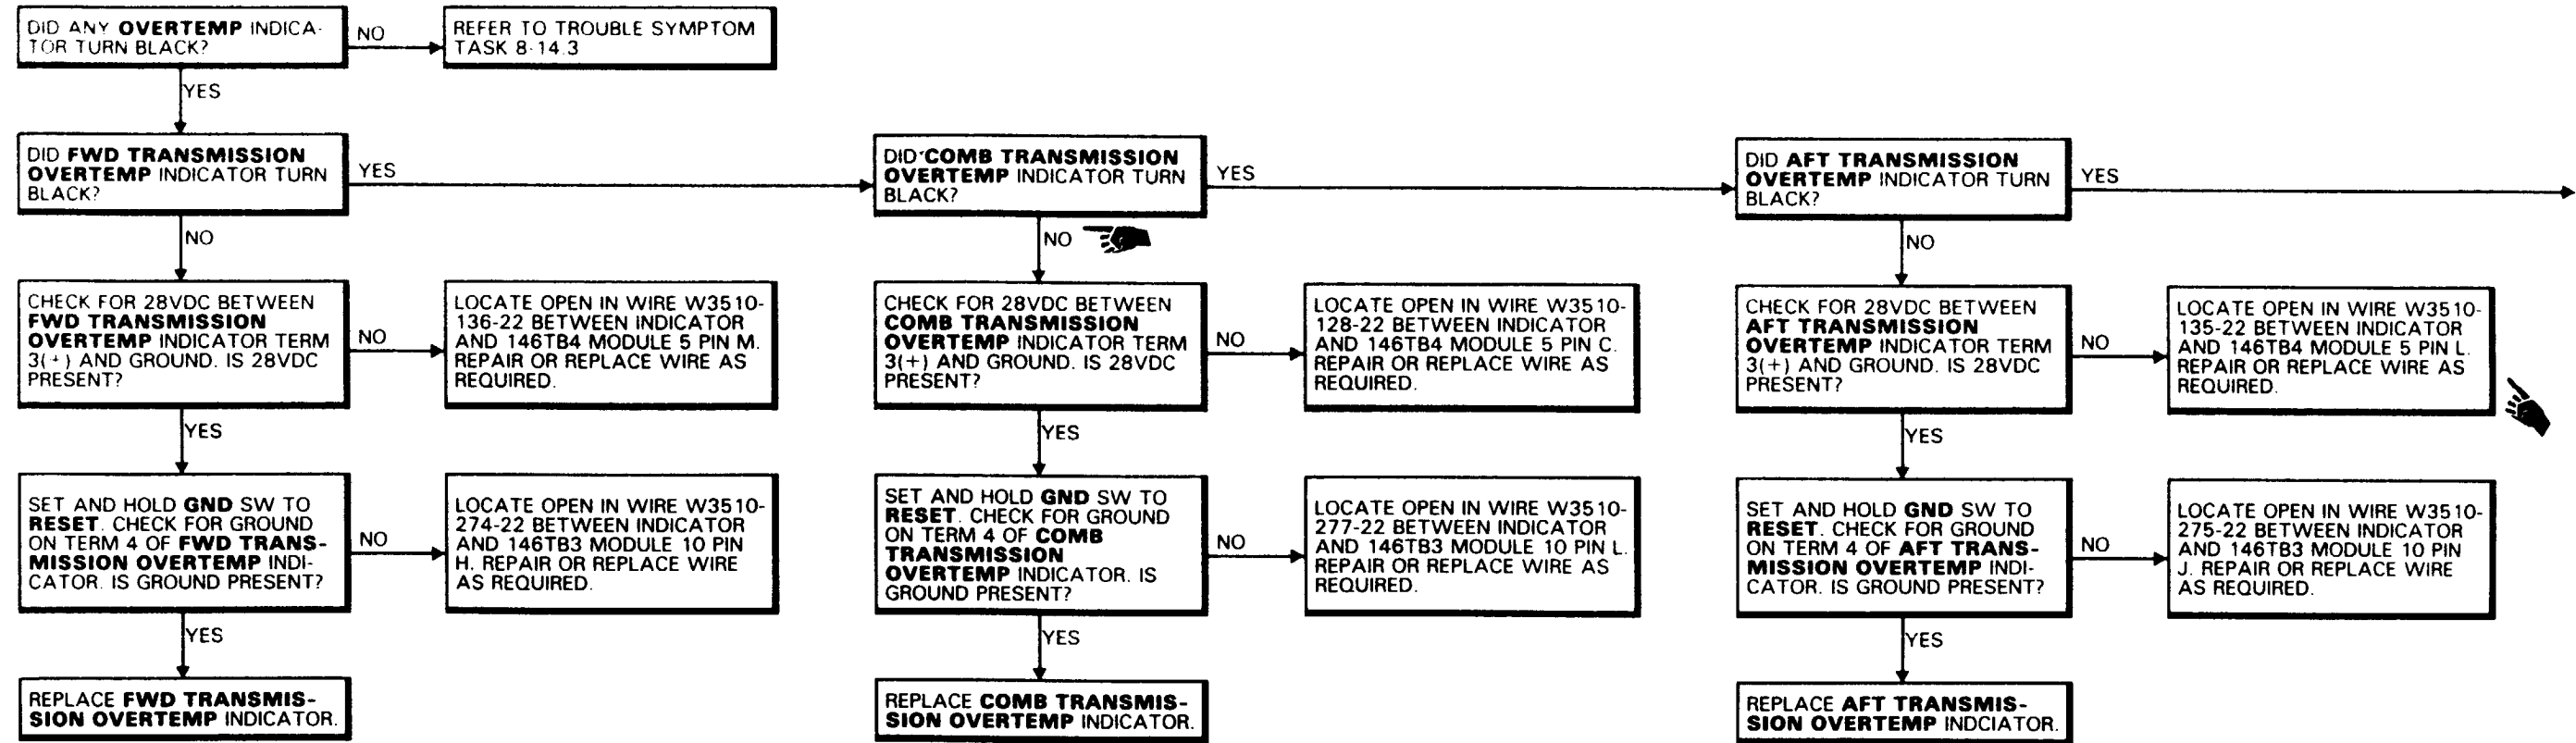 DID ANY OVERTEMP INDICA-
TOR TURN BLACK?
NO
REFER TO TROUBLE SYMPTOM
TASK 8-14.3
YES
DID FWD TRANSMISSION
OVERTEMP INDICATOR TURN
BLACK?
YES
NO
CHECK FOR 28VDC BETWEEN
FWD TRANSMISSION
OVERTEMP INDICATOR TERM
3(+) AND GROUND. IS 28VDC
PRESENT?
NO
LOCATE OPEN IN WIRE W3510-
136-22 BETWEEN INDICATOR
AND 146TB4 MODULE 5 PIN M.
REPAIR OR REPLACE WIRE AS
REQUIRED.
YES
SET AND HOLD GND SW TO
RESET. CHECK FOR GROUND
ON TERM 4 OF FWD TRANS-
MISSION OVERTEMP INDI-
CATOR. IS GROUND PRESENT?
NO
LOCATE OPEN IN WIRE W3510-
274-22 BETWEEN INDICATOR
AND 146TB3 MODULE 10 PIN
H. REPAIR OR REPLACE WIRE
AS REQUIRED.
YES
REPLACE FWD TRANSMIS-
SION OVERTEMP INDICATOR.
DID COMB TRANSMISSION
OVERTEMP INDICATOR TURN
BLACK?
YES
NO
CHECK FOR 28VDC BETWEEN
COMB TRANSMISSION
OVERTEMP INDICATOR TERM
3(+) AND GROUND. IS 28VDC
PRESENT?
NO
LOCATE OPEN IN WIRE W3510-
128-22 BETWEEN INDICATOR
AND 146TB4 MODULE 5 PIN C.
REPAIR OR REPLACE WIRE AS
REQUIRED.
YES
SET AND HOLD GND SW TO
RESET. CHECK FOR GROUND
ON TERM 4 OF COMB
TRANSMISSION
OVERTEMP INDICATOR. IS
GROUND PRESENT?
NO
LOCATE OPEN IN WIRE W3510-
277-22 BETWEEN INDICATOR
AND 146TB3 MODULE 10 PIN L.
REPAIR OR REPLACE WIRE AS
REQUIRED.
YES
REPLACE COMB TRANSMIS-
SION OVERTEMP INDICATOR.
DID AFT TRANSMISSION
OVERTEMP INDICATOR TURN
BLACK?
YES
NO
CHECK FOR 28VDC BETWEEN
AFT TRANSMISSION
OVERTEMP INDICATOR TERM
3(+) AND GROUND. IS 28VDC
PRESENT?
NO
LOCATE OPEN IN WIRE W3510-
135-22 BETWEEN INDICATOR
AND 146TB4 MODULE 5 PIN L.
REPAIR OR REPLACE WIRE AS
REQUIRED.
YES
SET AND HOLD GND SW TO
RESET. CHECK FOR GROUND
ON TERM 4 OF AFT TRANS-
MISSION OVERTEMP INDI-
CATOR. IS GROUND PRESENT?
NO
LOCATE OPEN IN WIRE W3510-
275-22 BETWEEN INDICATOR
AND 146TB3 MODULE 10 PIN
J. REPAIR OR REPLACE WIRE
AS REQUIRED.
YES
REPLACE AFT TRANSMIS-
SION OVERTEMP INDCIATOR.